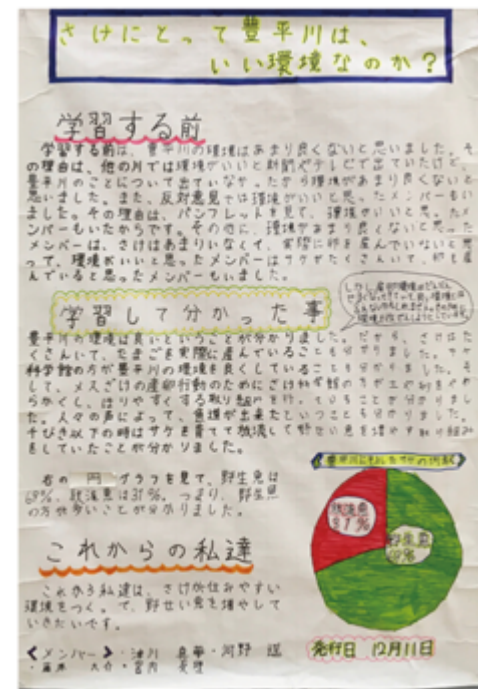 さけにとって豊平川は、
いい環境なのか?
学習する前
学習する前は、豊平川の環境はあまり良くないと思いました。そ
の理由は、他の川では環境がいいと新聞やテレビで出ていたけど、
豊平川のことについて出ていなかったから環境があまり良くないと
思いました。また、反対意見では環境がいいと思ったメンバーもい
ました。その理由は、パンフレットを見て、環境がいいと思ったメ
ンバーもいたからです。その他に、環境があまり良くないと思った
メンバーは、さけはあまりいなくて、実際に卵を産んでいないと思
って、環境がいいと思ったメンバーはサケがたくさんいて、卵を産
んでいると思ったメンバーもいました。
学習して分かった事
豊平川の環境は良いということが分かりました。だから、さけはた
くさんいて、たまごを実際に産んでいることも分かりました。サケ
科学館の方が豊平川の環境を良くしていることも分かりました。そ
して、メスざけの産卵行動のために
らかくし、ほりやすくする取り組みを行っていることが分かりまし
た。人々の声によって、魚道が出来たということも分かりました。
千びき以下の時はサケを育てて放流して野せい魚を増やす取り組み
をしていたことが分かりました。
右の円グラフを見て、野生魚は
69%、放流魚は31%。つまり、野生魚
の方が多いことが分かりました。
放流魚
31%
野生魚
69%
これからの私達
これから私達は、さけが住みやすい
環境をつくって、野せい魚を増やして
いきたいです。
メンバー
発行日 12月11日